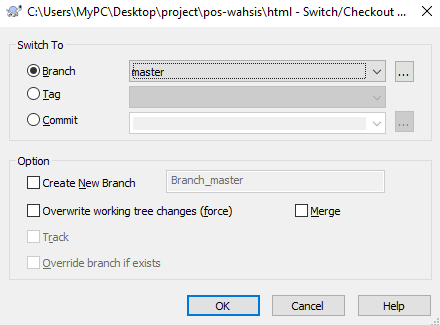 C:\Users\MyPC\Desktop\project\pos-wahsis\html - Switch/Checkout ...
Switch To
Branch
master
...
Tag
Commit
...
Option
Create New Branch
Branch_master
Overwrite working tree changes (force)
Merge
Track
Override branch if exists
OK
Cancel
Help